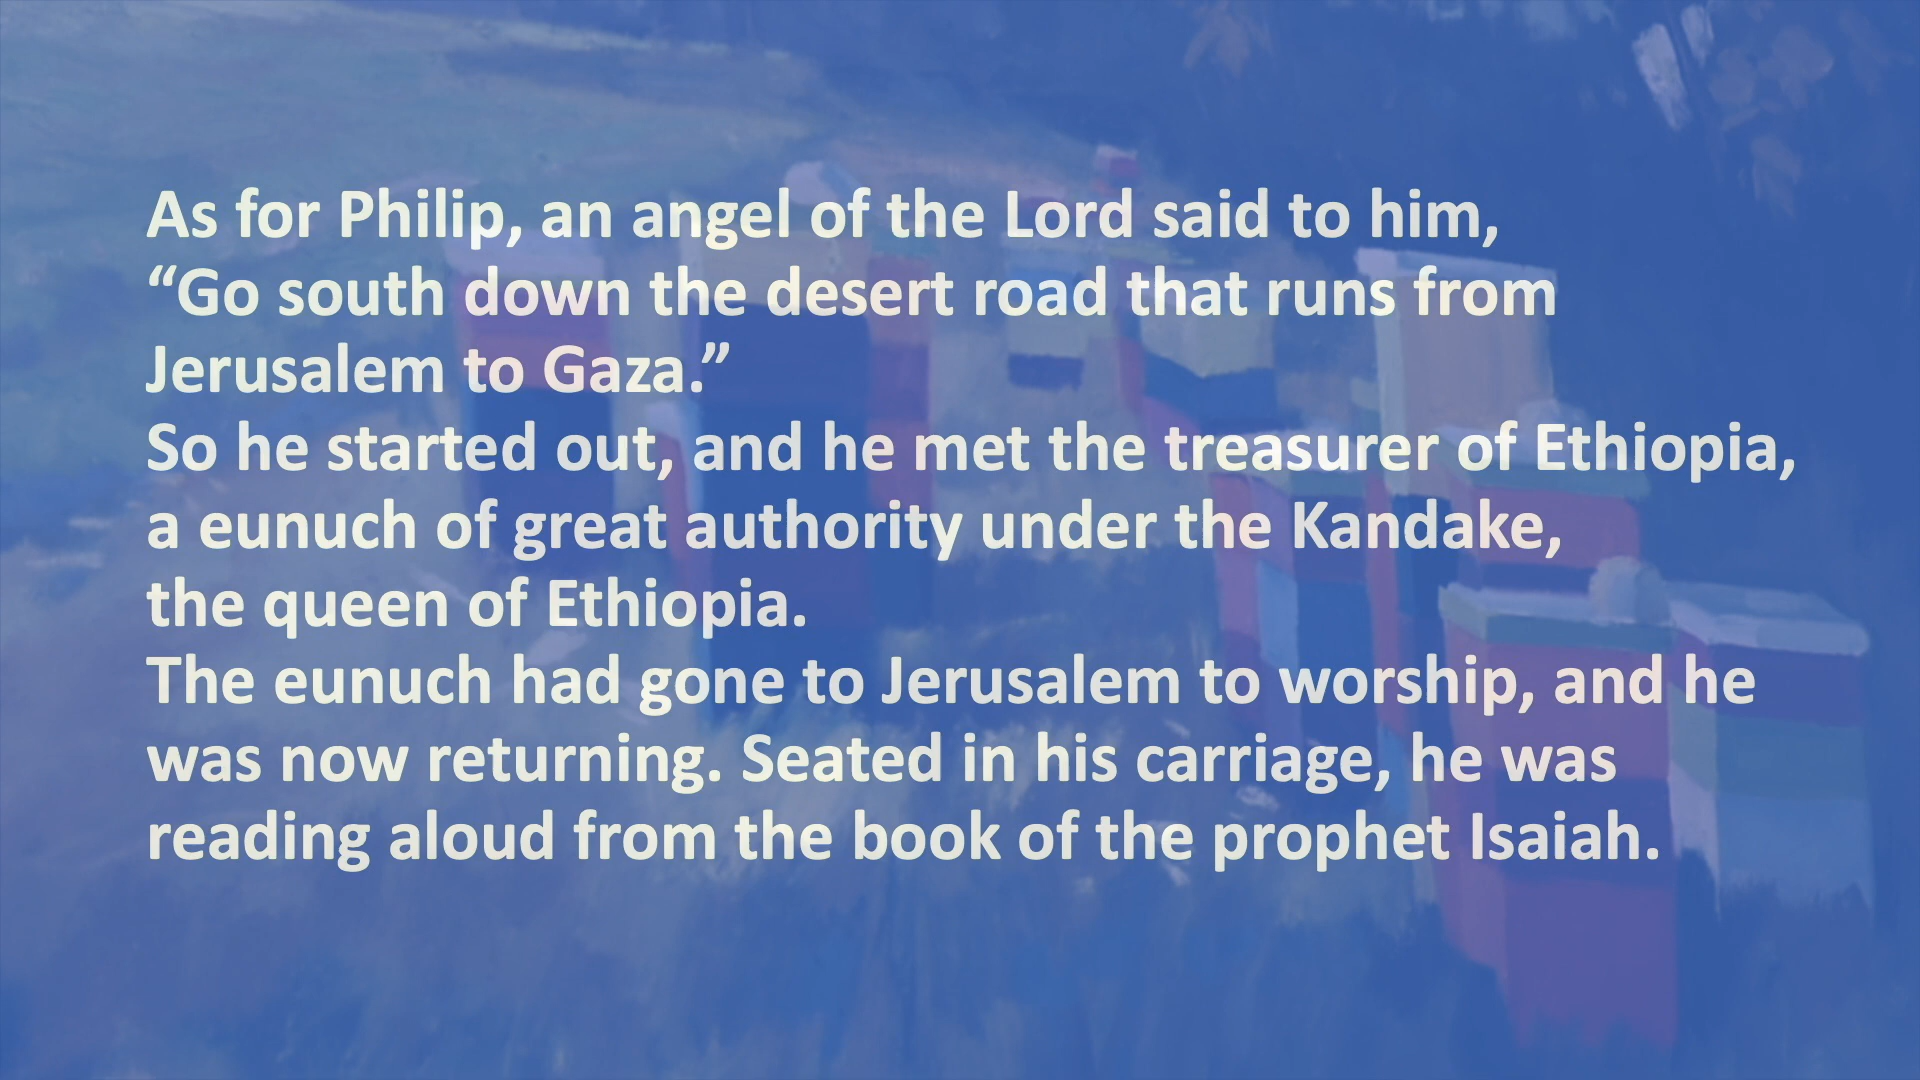 As for Philip, an angel of the Lord said to him,
“Go south down the desert road that runs from
Jerusalem to Gaza.”
So he started out, and he met the treasurer of Ethiopia,
a eunuch of great authority under the Kandake,
the queen of Ethiopia.
The eunuch had gone to Jerusalem to worship, and he
was now returning. Seated in his carriage, he was
reading aloud from the book of the prophet Isaiah.